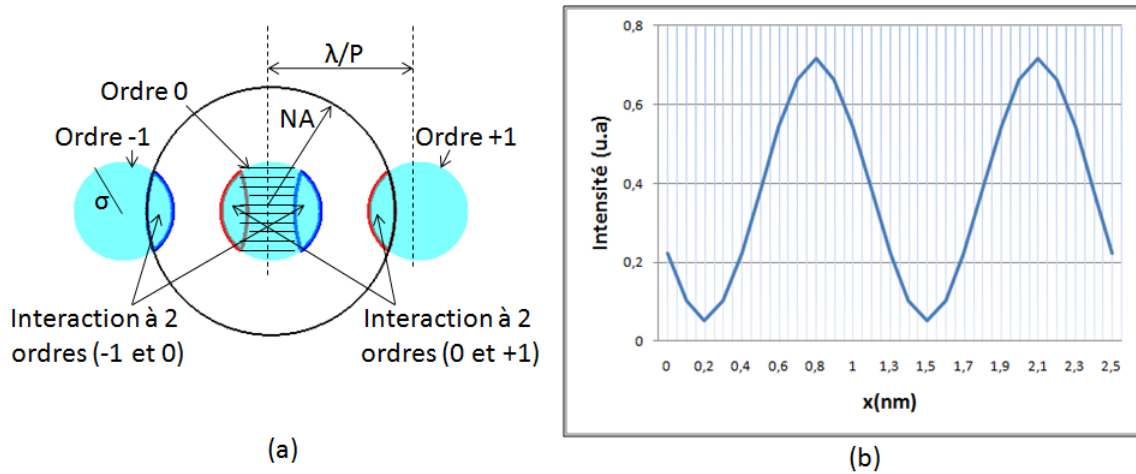 λ/P
Ordre 0
NA
Ordre -1
Ordre +1
σ
Interaction à 2
ordres (-1 et 0)
Interaction à 2
ordres (0 et +1)
(a)
Intensité (u.a)
0,8
0,6
0,4
0,2
0
0 0,2 0,4 0,6 0,8 1 1,2 1,3 1,5 1,7 1,9 2,1 2,3 2,5
x(nm)
(b)